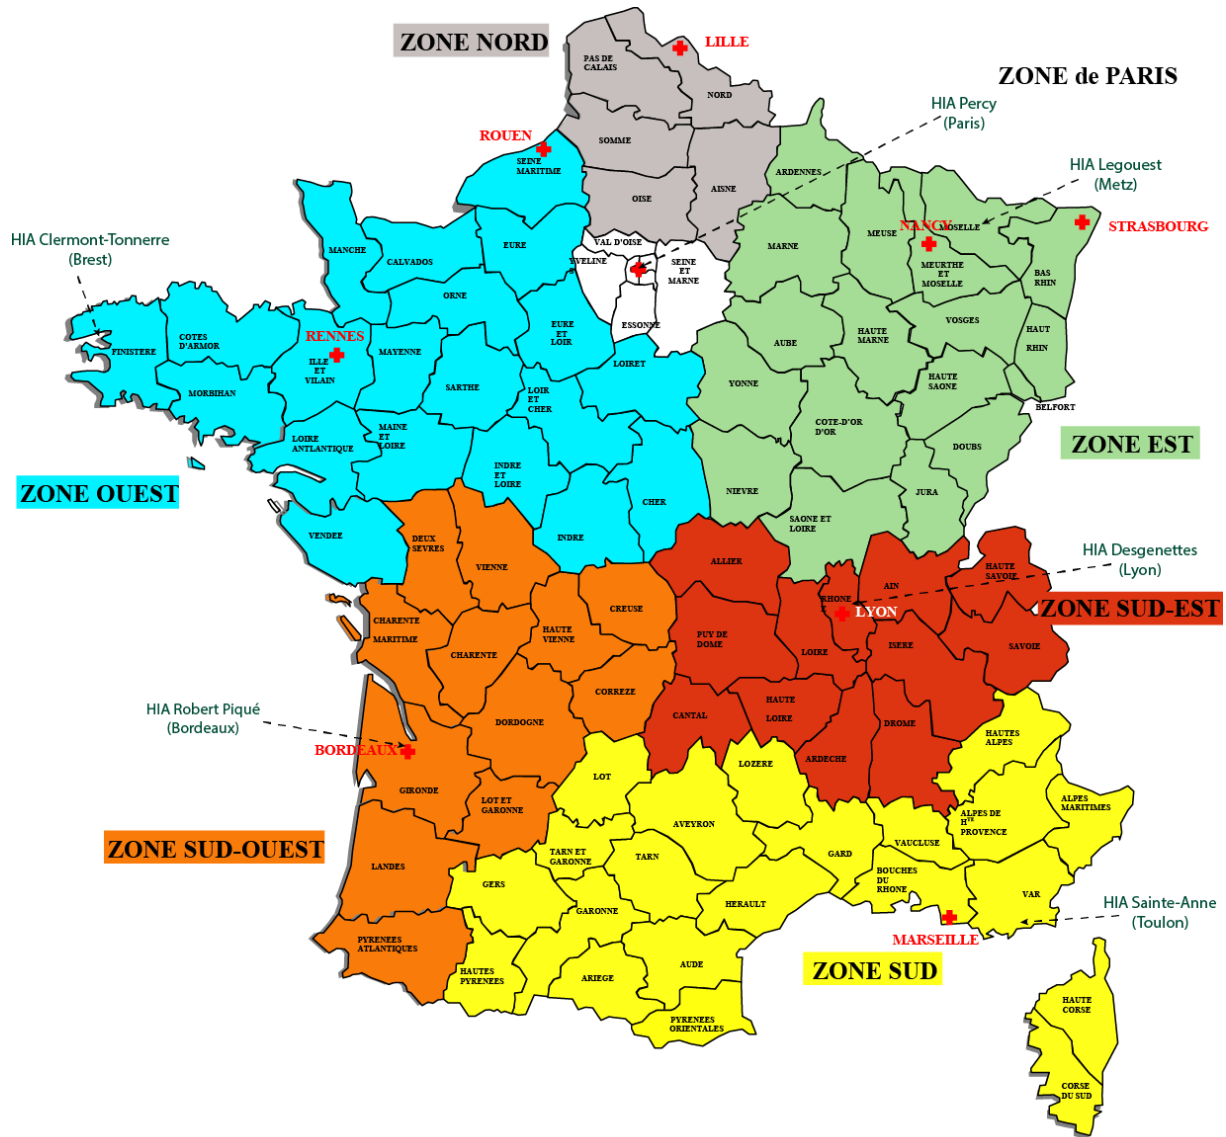 ZONE NORD
LILLE
PAS DE
CALAIS
NORD
ZONE de PARIS
HIA Percy
(Paris)
ROUEN
SEINE
MARITIME
SOMME
AISNE
OISE
ARDENNES
HIA Legouest
(Metz)
NANCY
MOSELLE
STRASBOURG
MEUSE
MARNE
MEURTHE
ET
MOSELLE
BAS
RHIN
HIA Clermont-Tonnerre
(Brest)
MANCHE
CALVADOS
EURE
VAL D'OISE
YVELINE
S
SEINE
ET
MARNE
ESSONNE
ORNE
EURE
ET
LOIR
RENNES
FINISTERE
COTES
D'ARMOR
ILLE
ET
VILAIN
MAYENNE
SARTHE
LOIR
ET
CHER
LOIRET
AUBE
HAUTE
MARNE
VOSGES
HAUT
RHIN
YONNE
HAUTE
SAONE
BELFORT
MORBIHAN
LOIRE
ANTLANTIQUE
MAINE
ET
LOIRE
COTE-D'OR
D'OR
DOUBS
ZONE EST
ZONE OUEST
INDRE
ET
LOIRE
CHER
NIEVRE
JURA
SAONE ET
LOIRE
VENDEE
DEUX
SEVRES
VIENNE
INDRE
ALLIER
AIN
HAUTE
SAVOIE
HIA Desgenettes
(Lyon)
RHONE
E
LYON
ZONE SUD-EST
CHARENTE
MARITIME
HAUTE
VIENNE
CREUSE
PUY DE
DOME
LOIRE
ISERE
SAVOIE
CHARENTE
CORREZE
HIA Robert Piqué
(Bordeaux)
BORDEAUX
DORDOGNE
CANTAL
HAUTE
LOIRE
DROME
HAUTES
ALPES
ARDECHE
LOZERE
LOT
GIRONDE
LOT ET
GARONNE
ALPES
MARITIMES
ALPES DE
HTE
PROVENCE
AVEYRON
ZONE SUD-OUEST
LANDES
TARN ET
GARONNE
TARN
GARD
VAUCLUSE
BOUCHES
DU
RHONE
GERS
GARONNE
HERAULT
VAR
HIA Sainte-Anne
(Toulon)
MARSEILLE
PYRENEES
ATLANTIQUES
HAUTES
PYRENEES
ARIEGE
AUDE
ZONE SUD
PYRENEES
ORIENTALES
HAUTE
CORSE
CORSE
DU SUD